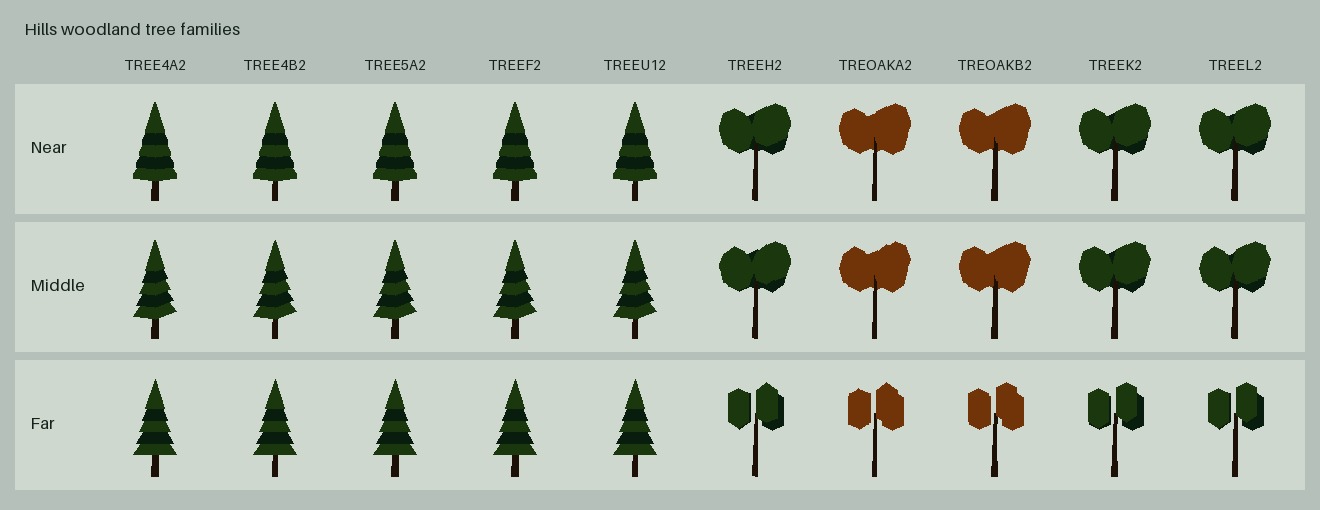 Hills woodland tree families
TREE4A2 TREE4B2 TREE5A2 TREEF2 TREEU12 TREEH2 TREOAKA2 TREOAKB2 TREEK2 TREEL2
Near
Middle
Far